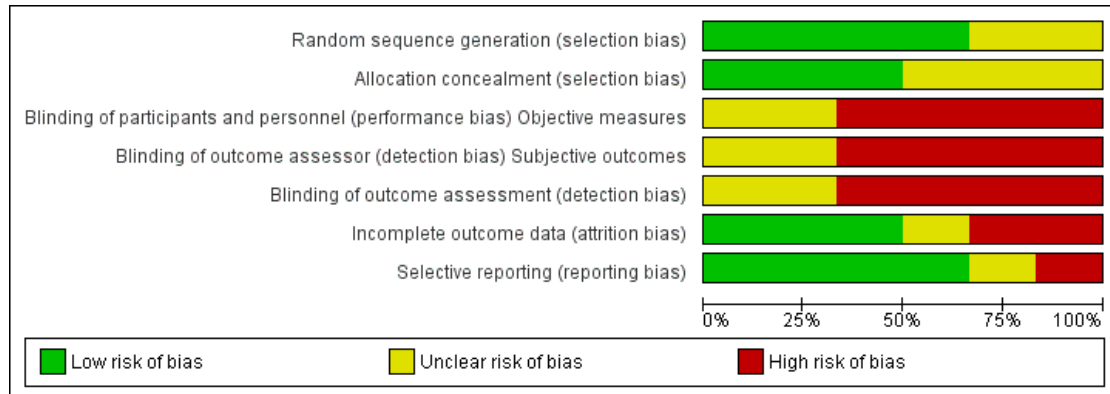 Random sequence generation (selection bias)
Allocation concealment (selection bias)
Blinding of participants and personnel (performance bias) Objective measures
Blinding of outcome assessor (detection bias) Subjective outcomes
Blinding of outcome assessment (detection bias)
Incomplete outcome data (attrition bias)
Selective reporting (reporting bias)
0% 25% 50% 75% 100%
Low risk of bias Unclear risk of bias High risk of bias